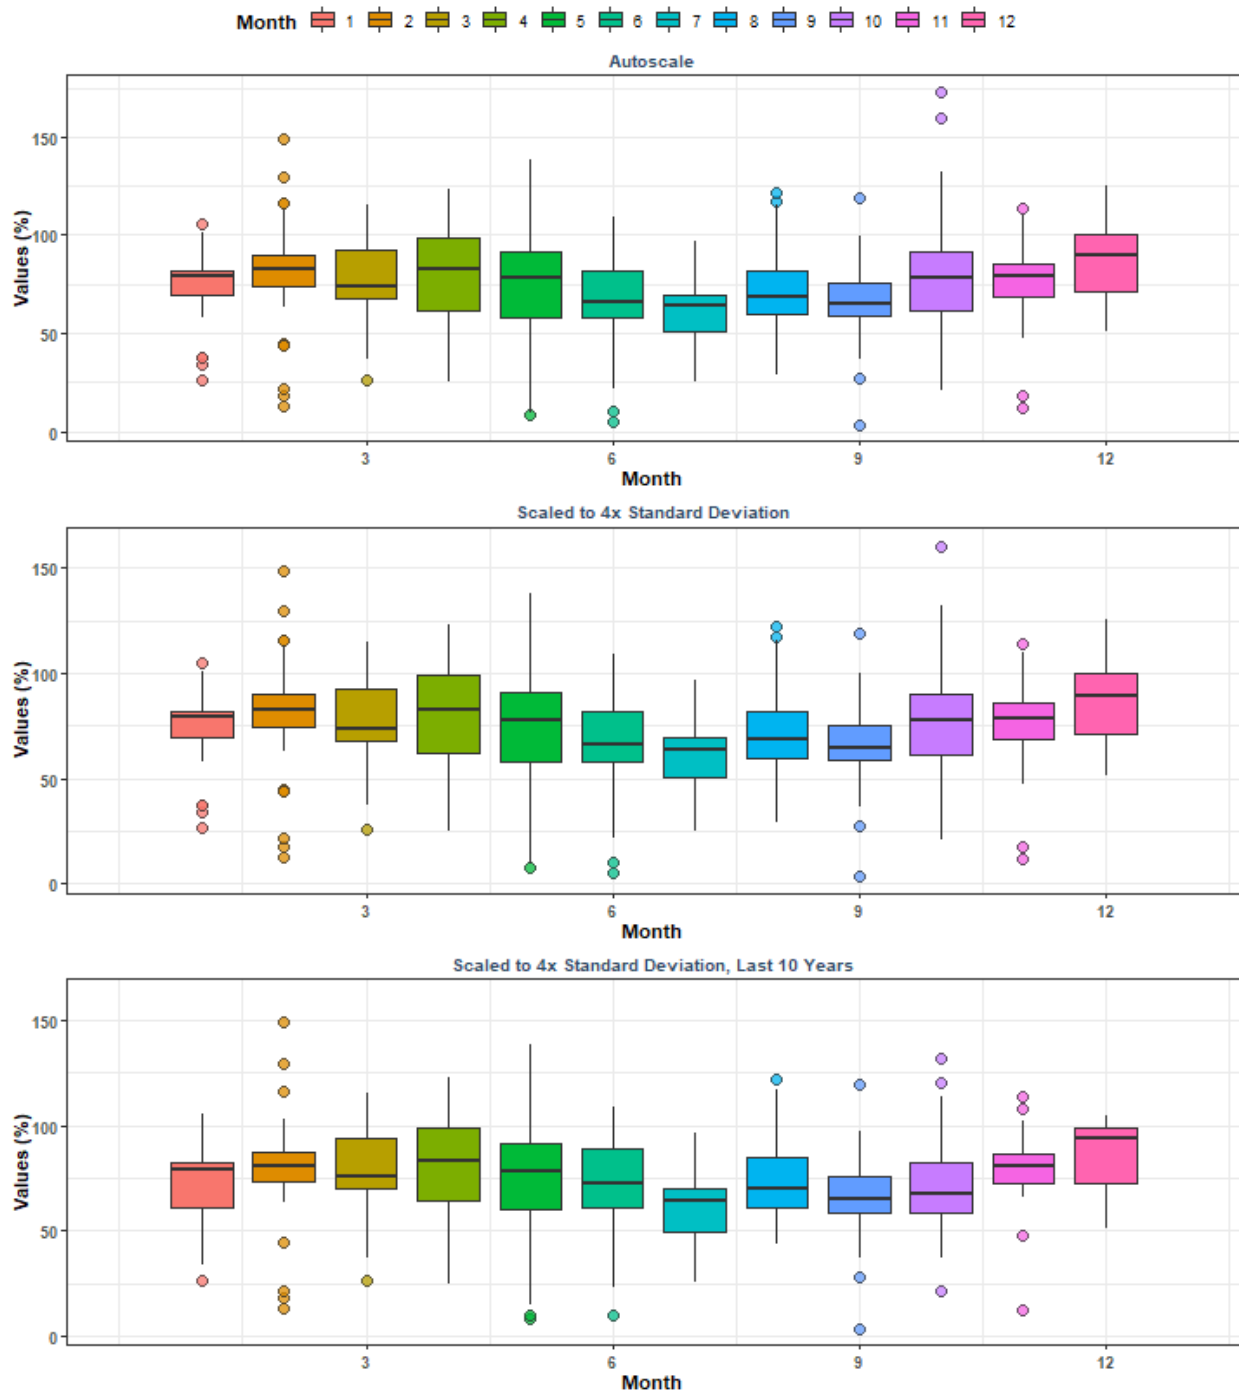 Month 1 2 3 4 5 6 7 8 9 10 11 12
Autoscale
Values (%)
150
100
50
0
3 6 9 12
Month
Scaled to 4x Standard Deviation
Values (%)
150
100
50
0
3 6 9 12
Month
Scaled to 4x Standard Deviation, Last 10 Years
Values (%)
150
100
50
0
3 6 9 12
Month